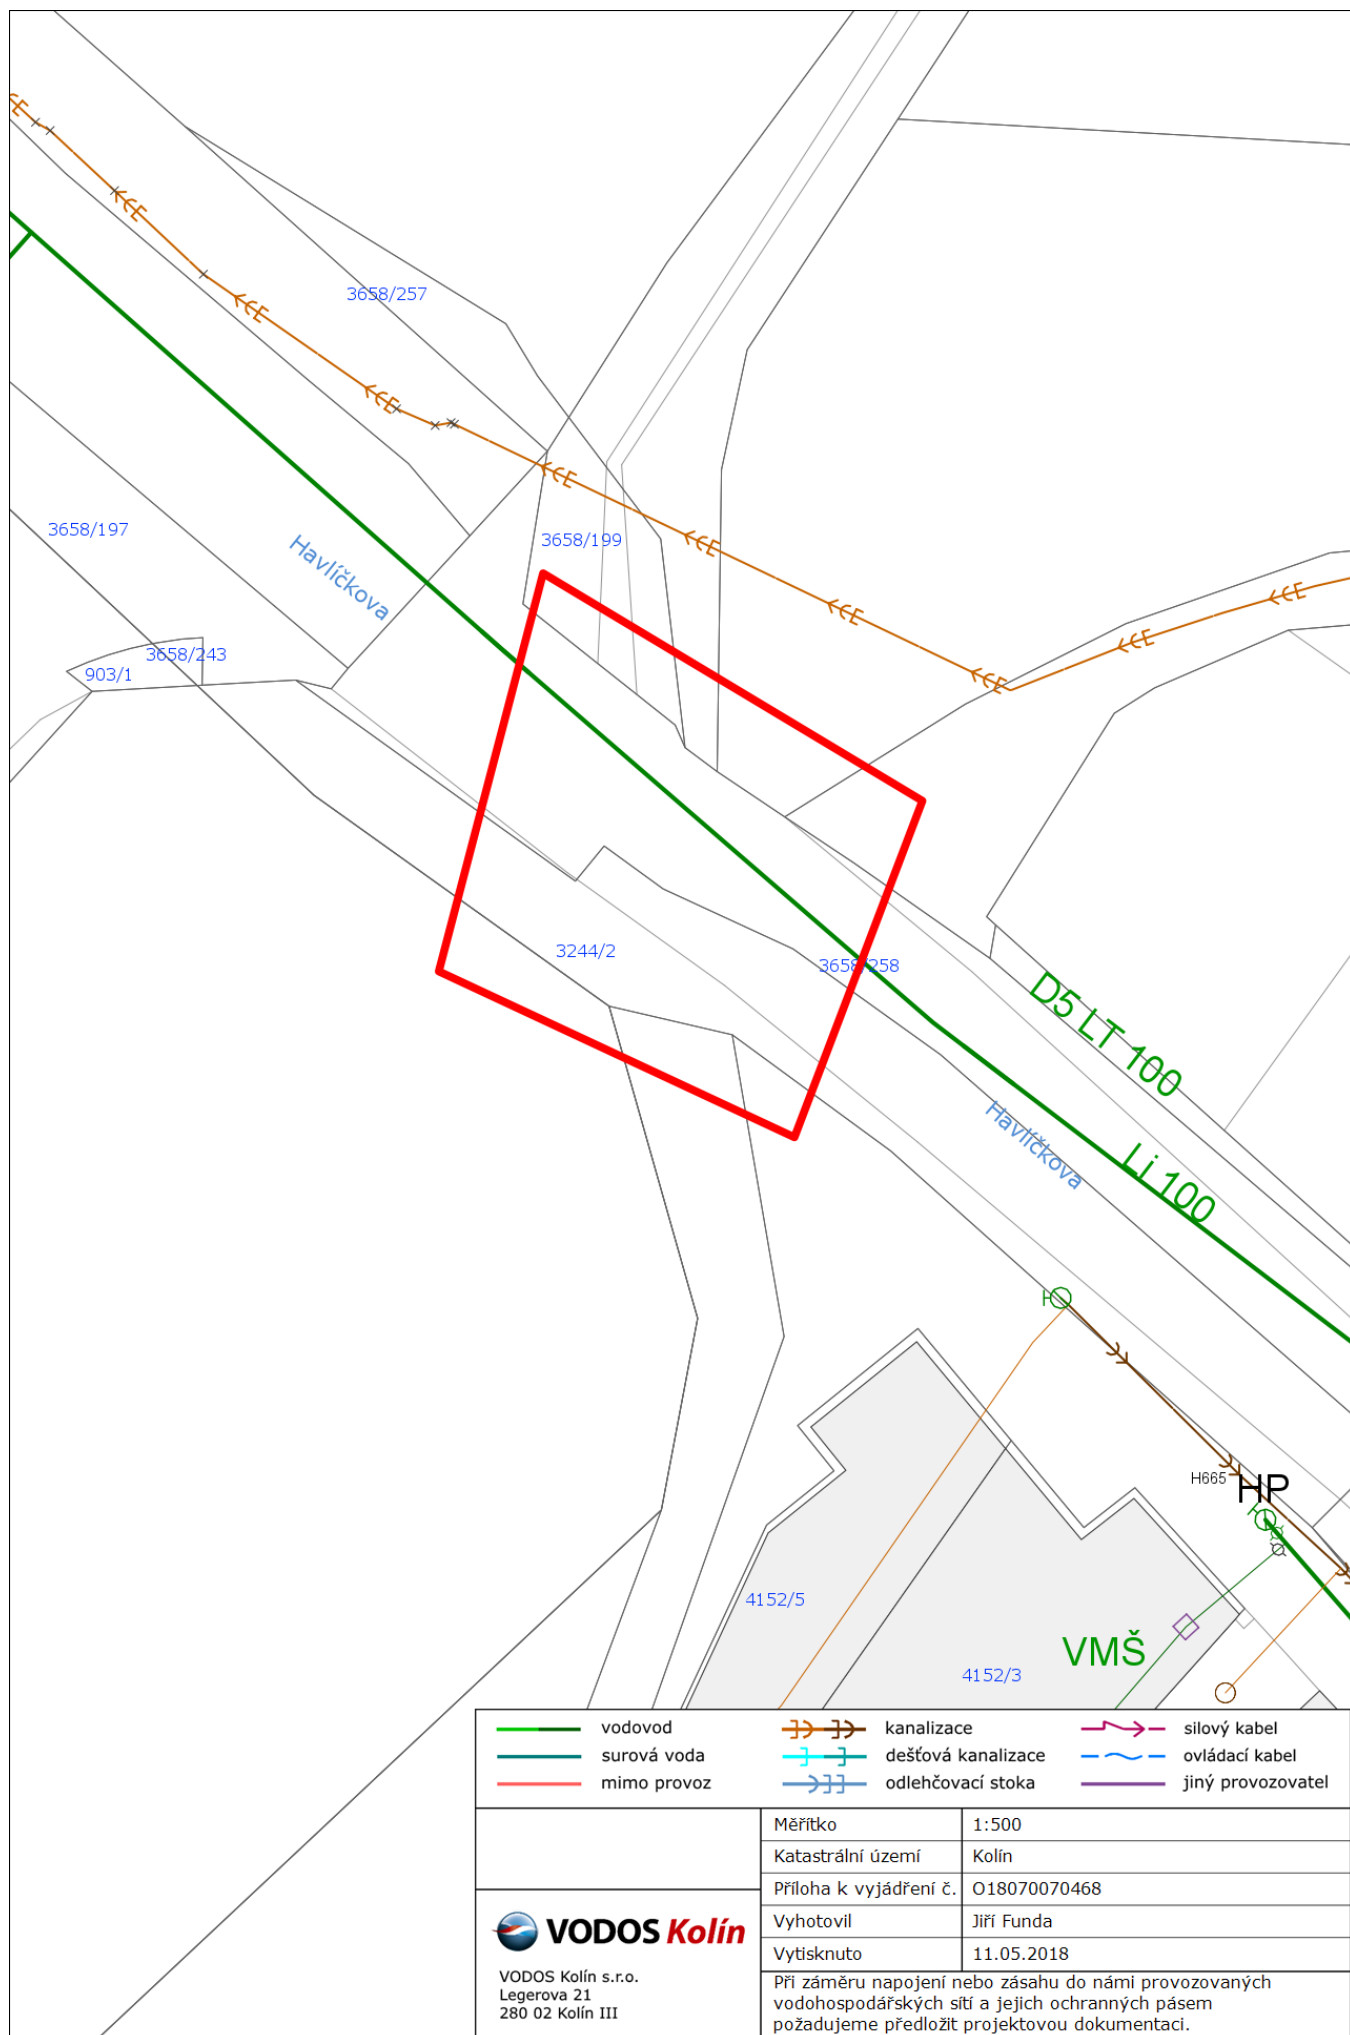 3658/257
3658/197
Havlíčkova
3658/199
3658/243
903/1
3244/2
3658/258
D5 LT 100
Havlíčkova
Li 100
H665
HP
4152/5
VMŠ
4152/3
vodovod
surová voda
mimo provoz
kanalizace
dešťová kanalizace
odlehčovací stoka
silový kabel
ovládací kabel
jiný provozovatel
Měřítko 1:500
Katastrální území Kolín
Příloha k vyjádření č. O18070070468
Vyhotovil Jiří Funda
Vytisknuto 11.05.2018
VODOS Kolín
VODOS Kolín s.r.o.
Legerova 21
280 02 Kolín III
Při záměru napojení nebo zásahu do námi provozovaných
vodohospodářských sítí a jejich ochranných pásem
požadujeme předložit projektovou dokumentaci.